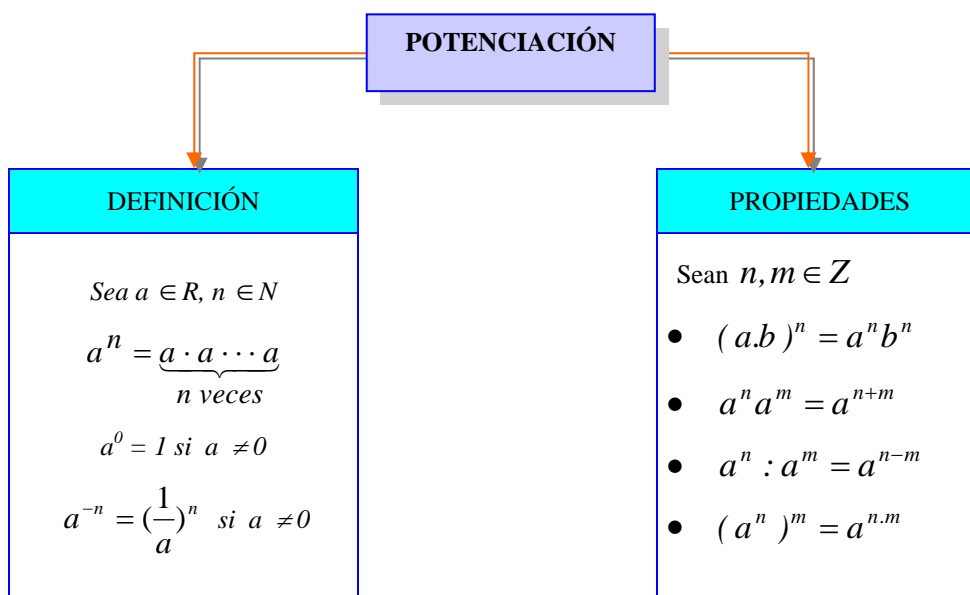 POTENCIACIÓN
DEFINICIÓN
Sea a ∈ R, n ∈ N
aⁿ = a · a ··· a
n veces
a⁰ = 1 si a ≠ 0
a⁻ⁿ = (1/a)ⁿ si a ≠ 0
PROPIEDADES
Sean n, m ∈ Z
• (a.b)ⁿ = aⁿbⁿ
• aⁿaᵐ = aⁿ⁺ᵐ
• aⁿ : aᵐ = aⁿ⁻ᵐ
• (aⁿ)ᵐ = aⁿ·ᵐ